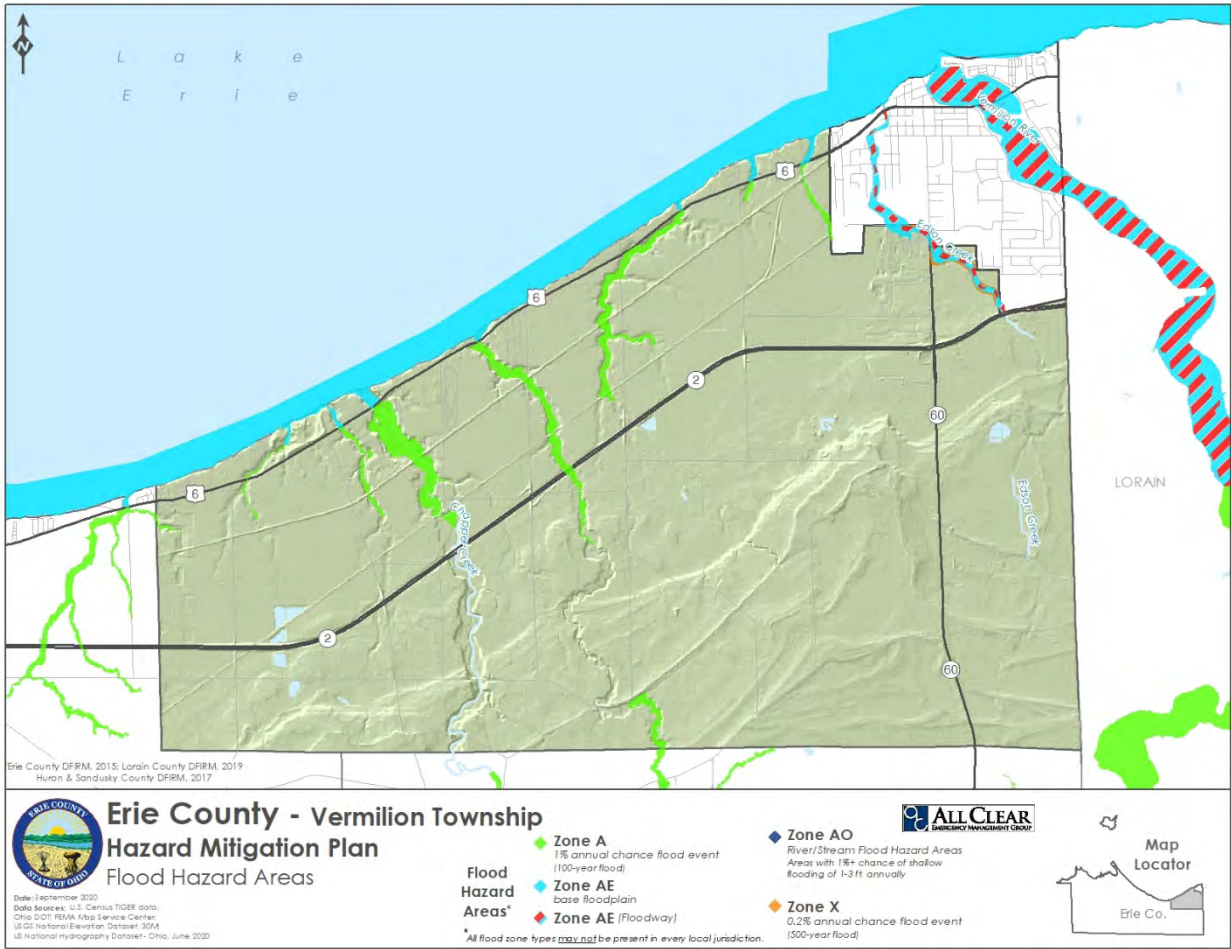 N
L a k e
E r i e
6
Vermilion River
6
Edson Creek
6
2
60
LORAIN
Edson Creek
6
Chappel Creek
2
60
Erie County DFIRM, 2015; Lorain County DFIRM, 2019
Huron & Sandusky County DFIRM, 2017
ERIE COUNTY
STATE OF OHIO
Erie County - Vermilion Township
Hazard Mitigation Plan
Flood Hazard Areas
Date: September 2020
Data Sources: U.S. Census TIGER data,
Ohio DOT; FEMA Map Service Center;
USGS National Elevation Dataset, 30M;
US National Hydrography Dataset - Ohio, June 2020
Flood
Hazard
Areas*
Zone A
1% annual chance flood event
(100-year flood)
Zone AE
base floodplain
Zone AE (Floodway)
*All flood zone types may not be present in every local jurisdiction.
ALL CLEAR
EMERGENCY MANAGEMENT GROUP
Zone AO
River/Stream Flood Hazard Areas
Areas with 1%+ chance of shallow
flooding of 1-3 ft. annually
Zone X
0.2% annual chance flood event
(500-year flood)
Map
Locator
Erie Co.